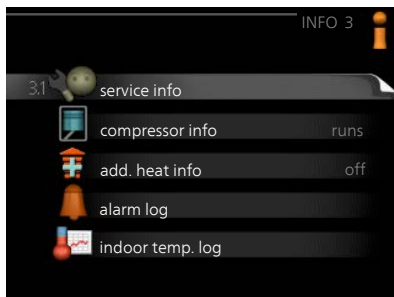 INFO 3
3.1 service info
compressor info runs
add. heat info off
alarm log
indoor temp. log